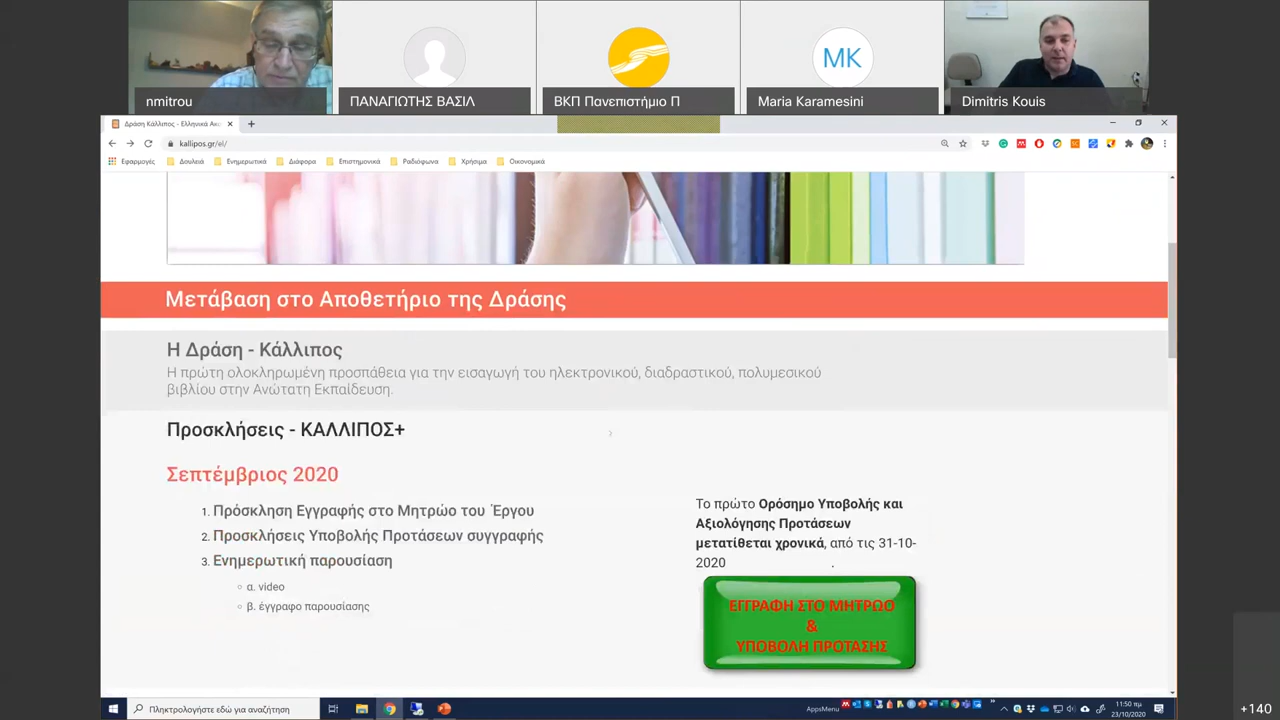 nmitrou
ΠΑΝΑΓΙΩΤΗΣ ΒΑΣΙΛ
ΒΚΠ Πανεπιστήμιο Π
MK
Maria Karamesini
Dimitris Kouis
Δράση Κάλλιπος - Ελληνικά Ακ
kallipos.gr/el/
Εφαρμογές
Δουλειά
Ενημερωτικά
Διάφορα
Επιστημονικά
Ραδιόφωνα
Χρήσιμα
Οικονομικά
Μετάβαση στο Αποθετήριο της Δράσης
Η Δράση - Κάλλιπος
Η πρώτη ολοκληρωμένη προσπάθεια για την εισαγωγή του ηλεκτρονικού, διαδραστικού, πολυμεσικού
βιβλίου στην Ανώτατη Εκπαίδευση.
Προσκλήσεις - ΚΑΛΛΙΠΟΣ+
Σεπτέμβριος 2020
1. Πρόσκληση Εγγραφής στο Μητρώο του Έργου
2. Προσκλήσεις Υποβολής Προτάσεων συγγραφής
3. Ενημερωτική παρουσίαση
α. video
β. έγγραφο παρουσίασης
Το πρώτο Ορόσημο Υποβολής και
Αξιολόγησης Προτάσεων
μετατίθεται χρονικά, από τις 31-10-
2020 .
ΕΓΓΡΑΦΗ ΣΤΟ ΜΗΤΡΩΟ
&
ΥΠΟΒΟΛΗ ΠΡΟΤΑΣΗΣ
Πληκτρολογήστε εδώ για αναζήτηση
AppsMenu
11:50 πμ
23/10/2020
+140